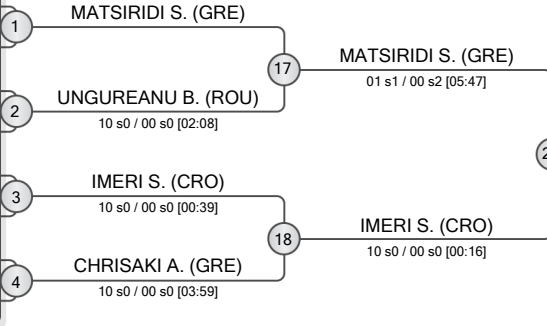 MATSIRIDI S. (GRE)
1
17
MATSIRIDI S. (GRE)
01 s1 / 00 s2 [05:47]
UNGUREANU B. (ROU)
2
10 s0 / 00 s0 [02:08]
IMERI S. (CRO)
3
10 s0 / 00 s0 [00:39]
18
IMERI S. (CRO)
10 s0 / 00 s0 [00:16]
CHRISAKI A. (GRE)
4
10 s0 / 00 s0 [03:59]